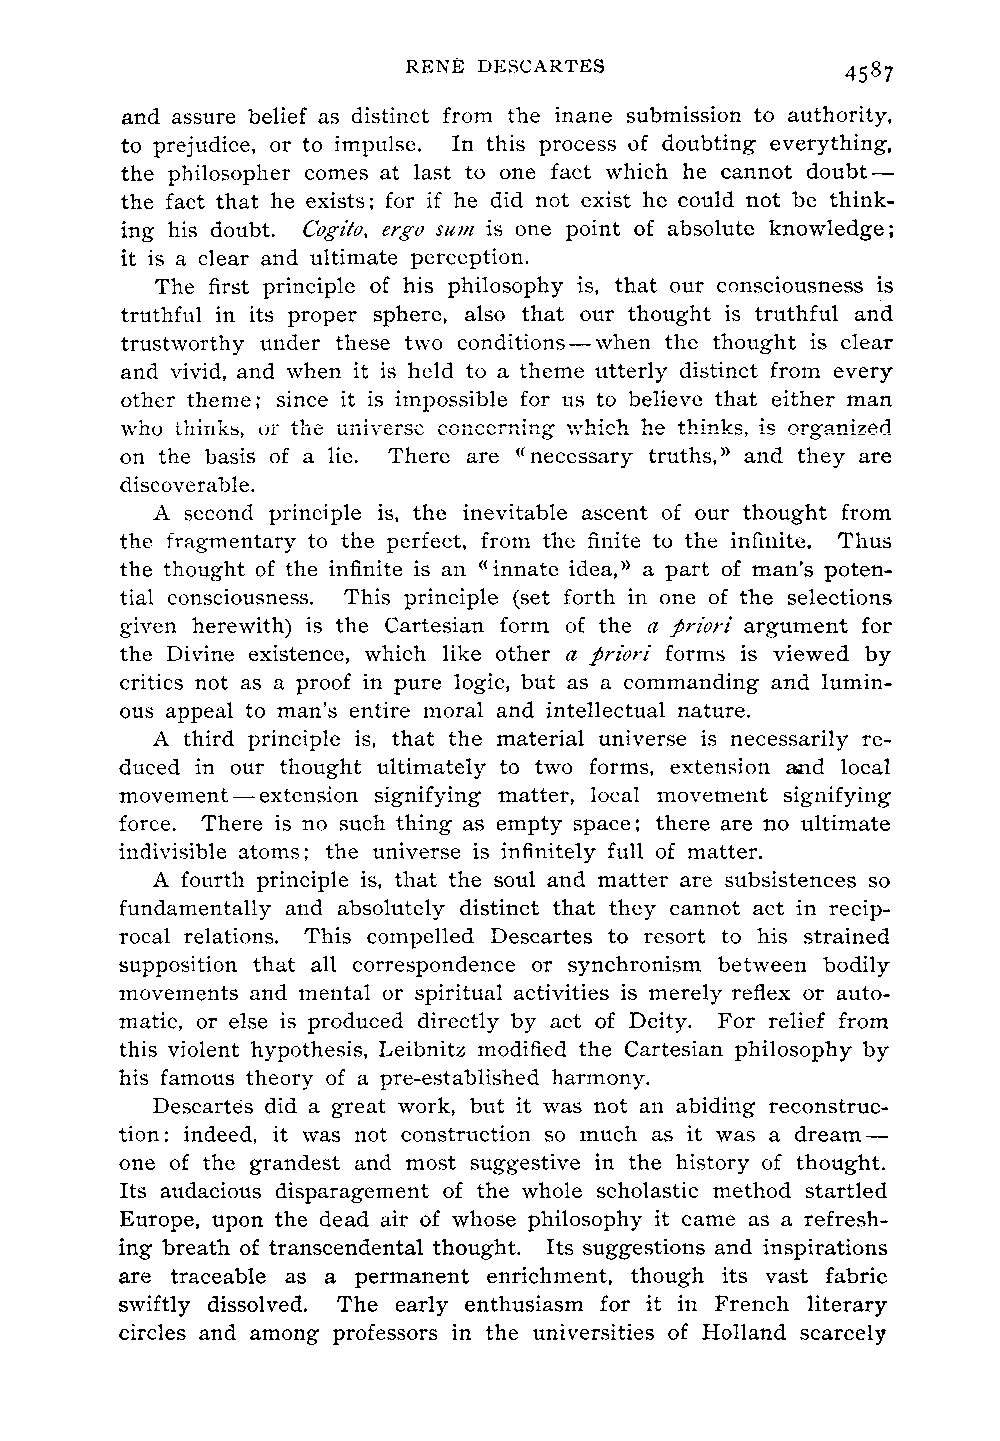 RENÉ DESCARTES 4587
and assure belief as distinct from the inane submission to authority,
to prejudice, or to impulse. In this process of doubting everything,
the philosopher comes at last to one fact which he cannot doubt—
the fact that he exists; for if he did not exist he could not be think-
ing his doubt. Cogito, ergo sum is one point of absolute knowledge;
it is a clear and ultimate perception.
The first principle of his philosophy is, that our consciousness is
truthful in its proper sphere, also that our thought is truthful and
trustworthy under these two conditions—when the thought is clear
and vivid, and when it is held to a theme utterly distinct from every
other theme; since it is impossible for us to believe that either man
who thinks, or the universe concerning which he thinks, is organized
on the basis of a lie. There are «necessary truths,» and they are
discoverable.
A second principle is, the inevitable ascent of our thought from
the fragmentary to the perfect, from the finite to the infinite. Thus
the thought of the infinite is an «innate idea,» a part of man's poten-
tial consciousness. This principle (set forth in one of the selections
given herewith) is the Cartesian form of the a priori argument for
the Divine existence, which like other a priori forms is viewed by
critics not as a proof in pure logic, but as a commanding and lumin-
ous appeal to man's entire moral and intellectual nature.
A third principle is, that the material universe is necessarily re-
duced in our thought ultimately to two forms, extension and local
movement—extension signifying matter, local movement signifying
force. There is no such thing as empty space; there are no ultimate
indivisible atoms; the universe is infinitely full of matter.
A fourth principle is, that the soul and matter are subsistences so
fundamentally and absolutely distinct that they cannot act in recip-
rocal relations. This compelled Descartes to resort to his strained
supposition that all correspondence or synchronism between bodily
movements and mental or spiritual activities is merely reflex or auto-
matic, or else is produced directly by act of Deity. For relief from
this violent hypothesis, Leibnitz modified the Cartesian philosophy by
his famous theory of a pre-established harmony.
Descartes did a great work, but it was not an abiding reconstruc-
tion: indeed, it was not construction so much as it was a dream—
one of the grandest and most suggestive in the history of thought.
Its audacious disparagement of the whole scholastic method startled
Europe, upon the dead air of whose philosophy it came as a refresh-
ing breath of transcendental thought. Its suggestions and inspirations
are traceable as a permanent enrichment, though its vast fabric
swiftly dissolved. The early enthusiasm for it in French literary
circles and among professors in the universities of Holland scarcely